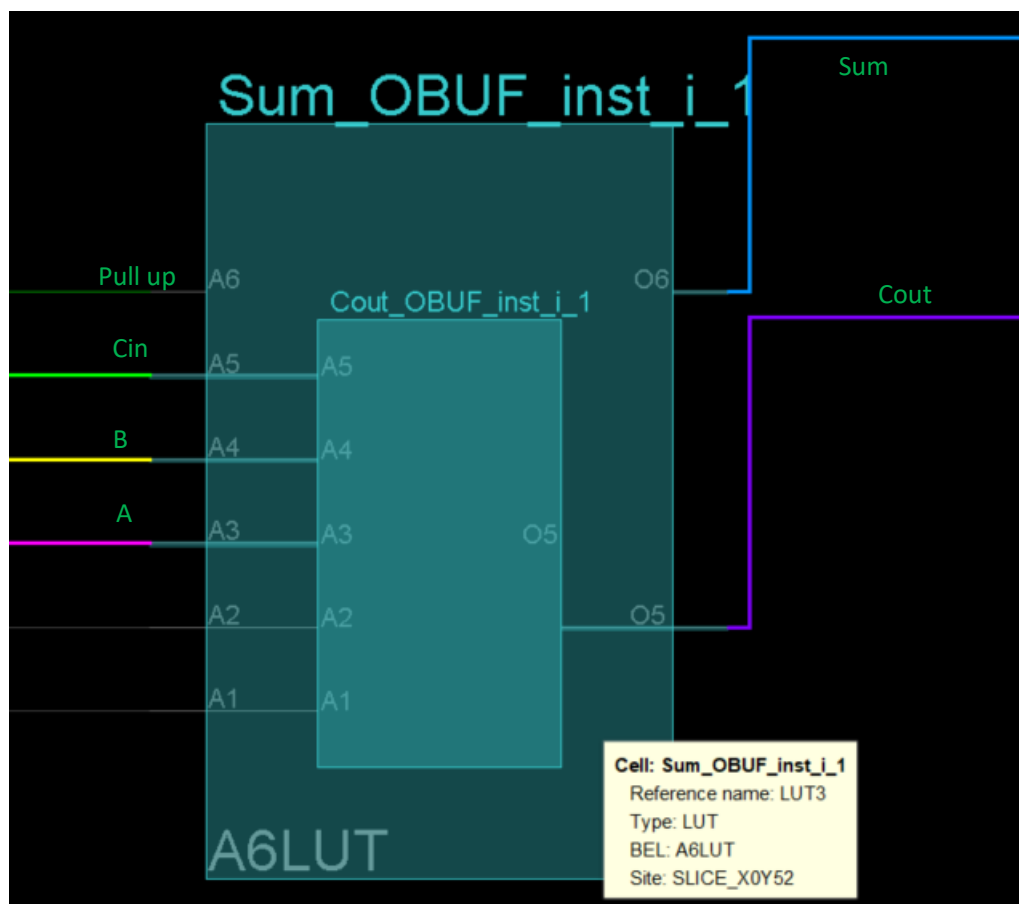 Sum
Sum_OBUF_inst_i_1
Pull up
A6
O6
Cout
Cout_OBUF_inst_i_1
Cin
A5
A5
B
A4
A4
A
A3
A3
O5
A2
A2
O5
A1
A1
Cell: Sum_OBUF_inst_i_1
Reference name: LUT3
Type: LUT
BEL: A6LUT
Site: SLICE_X0Y52
A6LUT